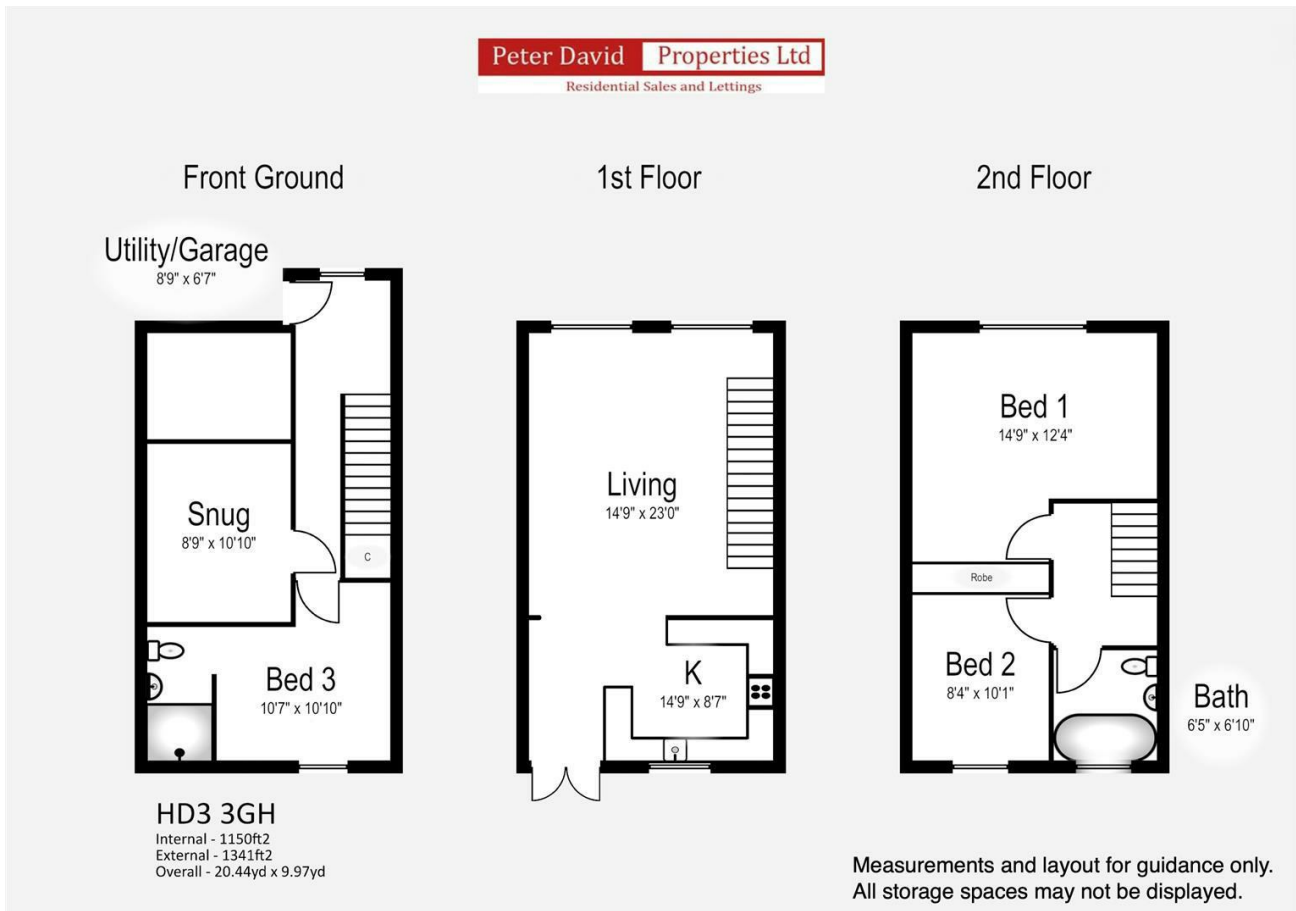 Peter David Properties Ltd
Residential Sales and Lettings
Front Ground
1st Floor
2nd Floor
Utility/Garage
8'9" x 6'7"
Snug
8'9" x 10'10"
C
Bed 3
10'7" x 10'10"
Living
14'9" x 23'0"
K
14'9" x 8'7"
Bed 1
14'9" x 12'4"
Robe
Bed 2
8'4" x 10'1"
Bath
6'5" x 6'10"
HD3 3GH
Internal - 1150ft2
External - 1341ft2
Overall - 20.44yd x 9.97yd
Measurements and layout for guidance only.
All storage spaces may not be displayed.